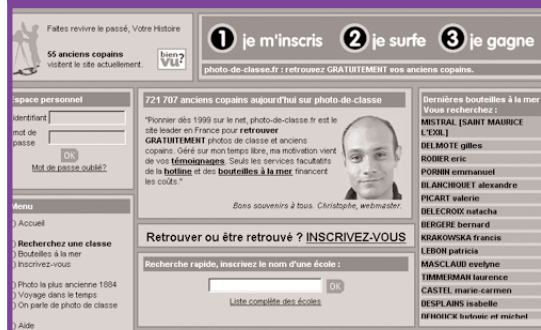 Faites revivre le passé, Votre Histoire
55 anciens copains
visitent le site actuellement.
bien
vu?
1 je m'inscris 2 je surfe 3 je gagne
photo-de-classe.fr : retrouvez GRATUITEMENT vos anciens copains.
Espace personnel
identifiant
mot de
passe
OK
Mot de passe oublié?
Menu
Accueil
Recherchez une classe
Bouteilles à la mer
Inscrivez-vous
Photo la plus ancienne 1884
Voyage dans le temps
On parle de photo de classe
Aide
721 707 anciens copains aujourd'hui sur photo-de-classe
"Pionnier dès 1999 sur le net, photo-de-classe.fr est le
site leader en France pour retrouver
GRATUITEMENT photos de classe et anciens
copains. Géré sur mon temps libre, ma motivation vient
de vos témoignages. Seuls les services facultatifs
de la hotline et des bouteilles à la mer financent
les coûts."
Bons souvenirs à tous. Christophe, webmaster.
Retrouver ou être retrouvé ? INSCRIVEZ-VOUS
Recherche rapide, inscrivez le nom d'une école :
OK
Liste complète des écoles
Dernières bouteilles à la mer
Vous recherchez :
MISTRAL [SAINT MAURICE
L'EXIL]
DELMOTE gilles
RODIER eric
PORNIN emmanuel
BLANCHIQUET alexandre
PICART valerie
DELECROIX natacha
BERGERE bernard
KRAKOWSKA francis
LEBON patricia
MASCLAUD evelyne
TIMMERMAN laurence
CASTEL marie-carmen
DESPLAINS isabelle
DEHOUCK ludovic et michel